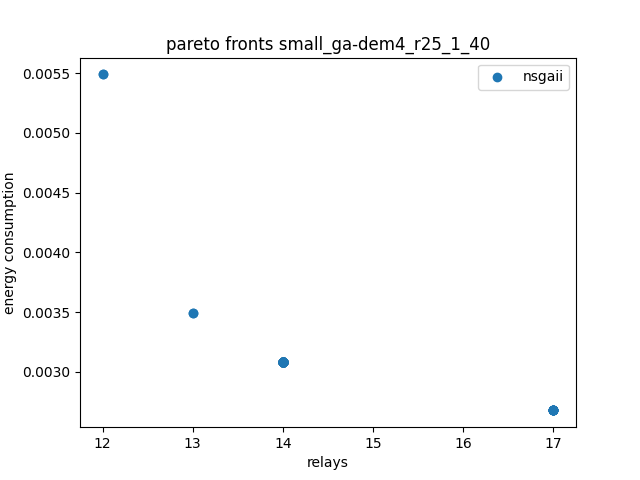 pareto fronts small_ga-dem4_r25_1_40
nsgaii
0.0055
0.0050
0.0045
0.0040
0.0035
0.0030
energy consumption
12 13 14 15 16 17
relays